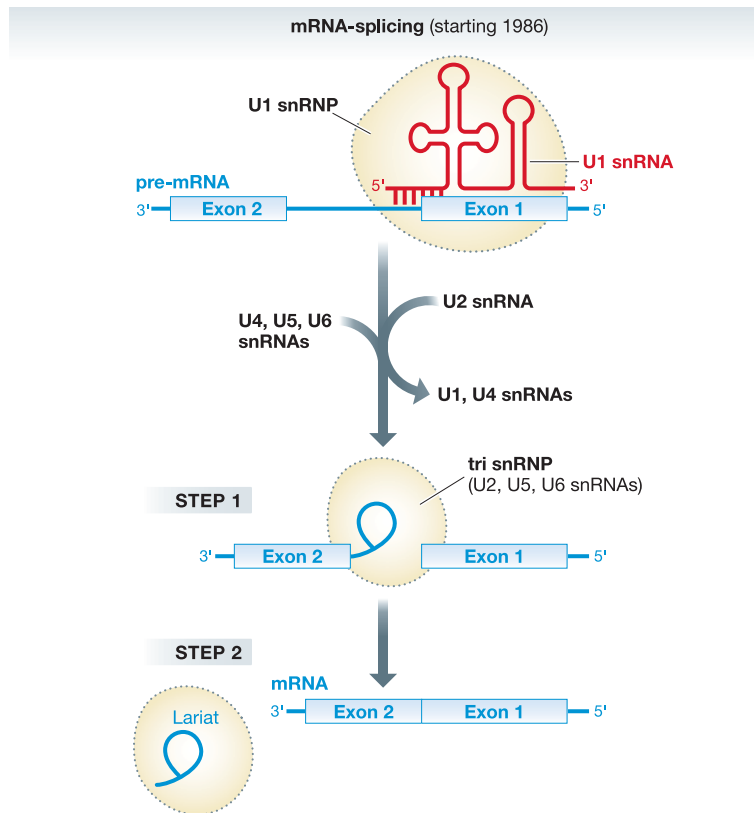 mRNA-splicing (starting 1986)
U1 snRNP
U1 snRNA
pre-mRNA
5'
3'
3'
Exon 2
Exon 1
5'
U2 snRNA
U4, U5, U6
snRNAs
U1, U4 snRNAs
tri snRNP
(U2, U5, U6 snRNAs)
STEP 1
3'
Exon 2
Exon 1
5'
STEP 2
mRNA
3'
Exon 2
Exon 1
5'
Lariat